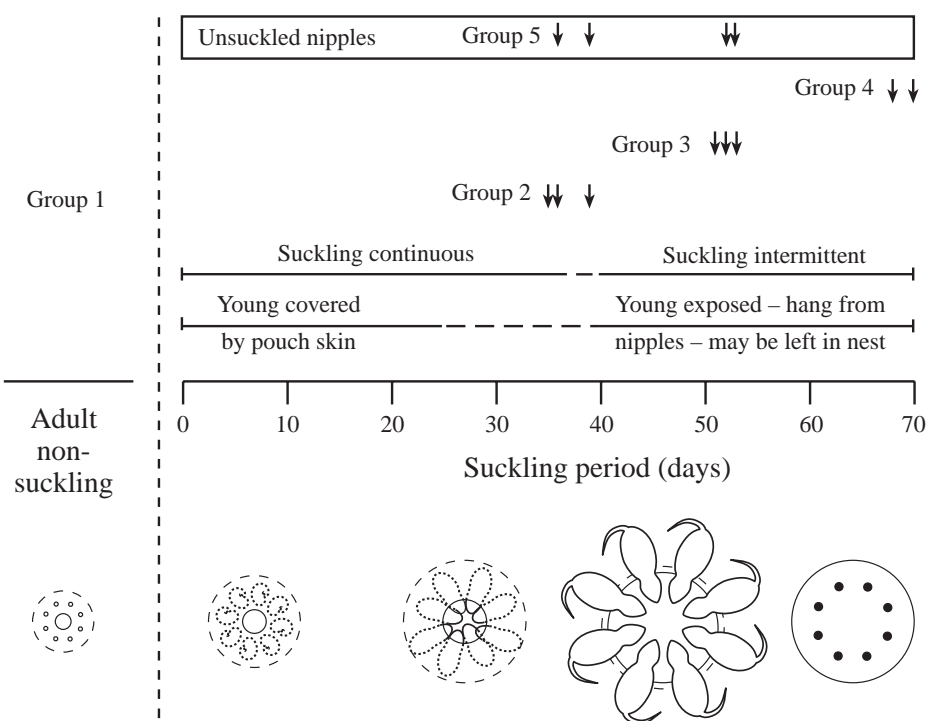 Unsuckled nipples
Group 5
Group 4
Group 3
Group 1
Group 2
Suckling continuous
Suckling intermittent
Young covered
by pouch skin
Young exposed – hang from
nipples – may be left in nest
Adult
non-
suckling
0 10 20 30 40 50 60 70
Suckling period (days)